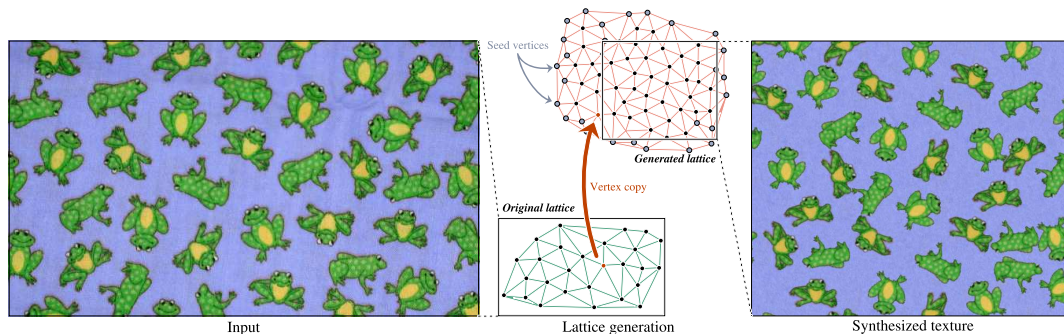 Seed vertices
Generated lattice
Vertex copy
Original lattice
Input
Lattice generation
Synthesized texture